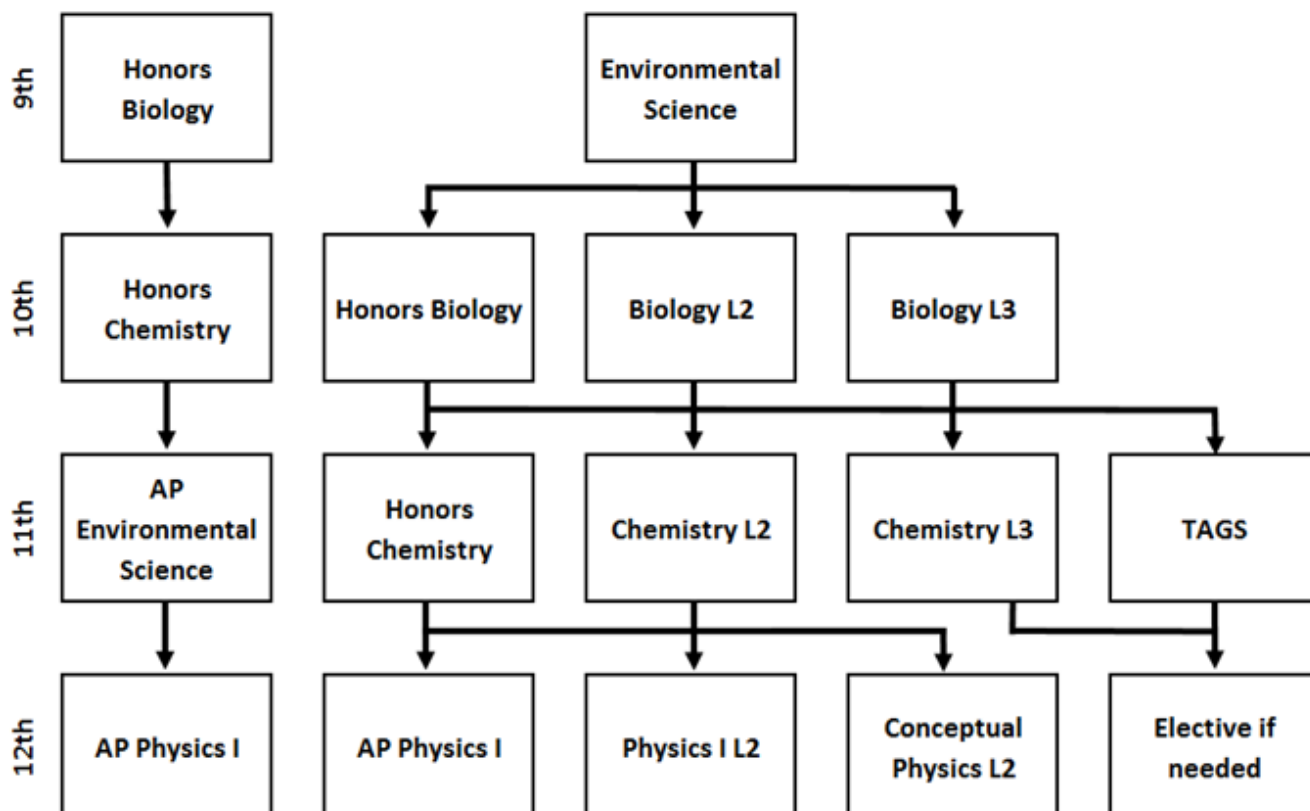 9th
Honors
Biology
Environmental
Science
10th
Honors
Chemistry
Honors Biology
Biology L2
Biology L3
11th
AP
Environmental
Science
Honors
Chemistry
Chemistry L2
Chemistry L3
TAGS
12th
AP Physics I
AP Physics I
Physics I L2
Conceptual
Physics L2
Elective if
needed